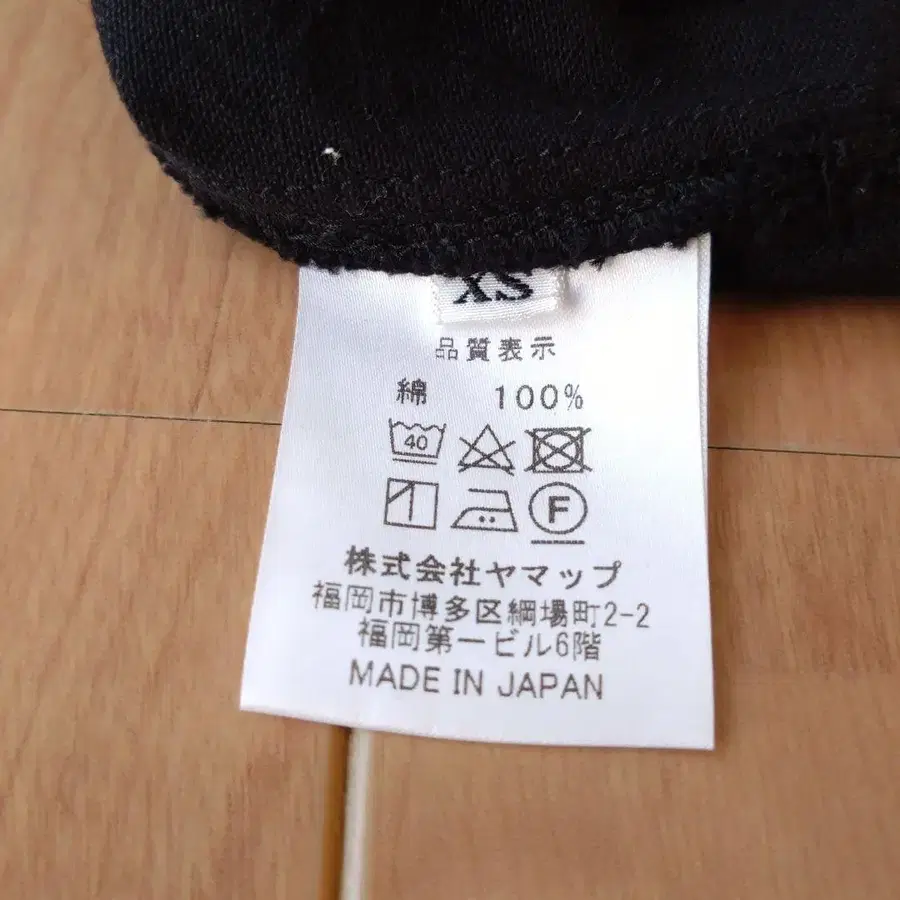 XS
品質表示
綿 100%
40
F
株式会社ヤマップ
福岡市博多区綱場町2-2
福岡第一ビル6階
MADE IN JAPAN